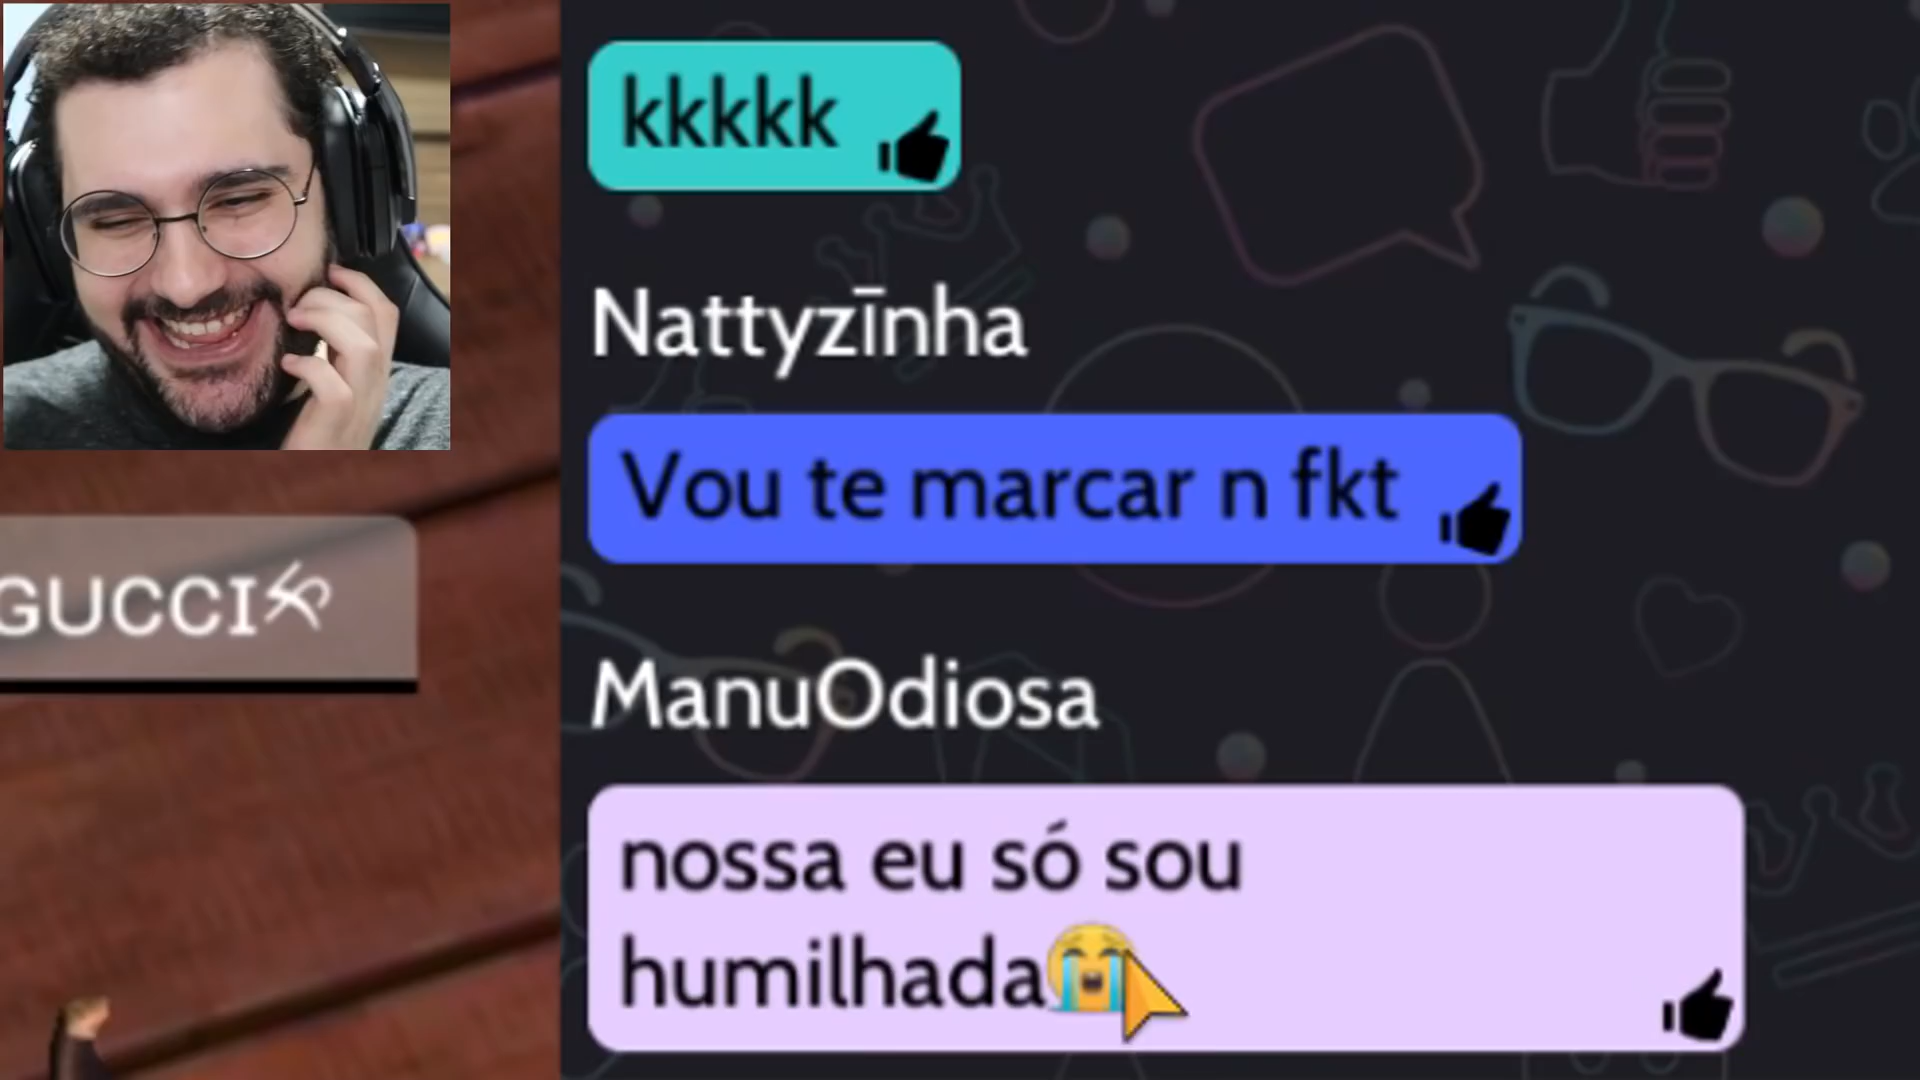 kkkkk
Nattyzīnha
Vou te marcar n fkt
GUCCI
ManuOdiosa
nossa eu só sou
humilhada😭